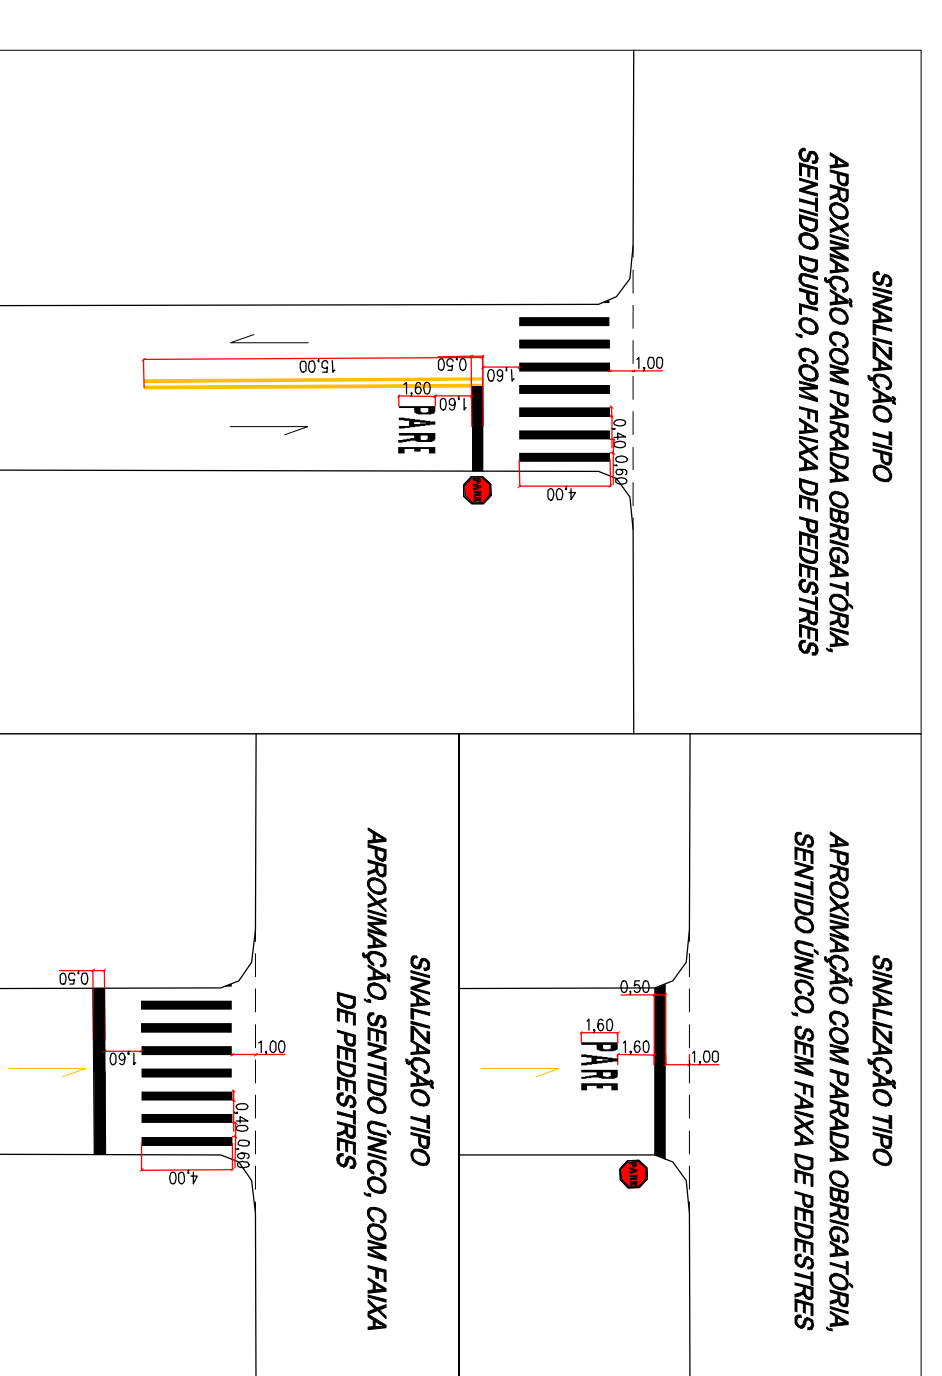 SINALIZAÇÃO TIPO
APROXIMAÇÃO COM PARADA OBRIGATÓRIA,
SENTIDO DUPLO, COM FAIXA DE PEDESTRES
1,00
0,40
0,60
4,00
1,60
0,50
15,00
1,60
1,60
PARE
PARE
SINALIZAÇÃO TIPO
APROXIMAÇÃO COM PARADA OBRIGATÓRIA,
SENTIDO ÚNICO, SEM FAIXA DE PEDESTRES
0,50
1,00
1,60
1,60
PARE
PARE
SINALIZAÇÃO TIPO
APROXIMAÇÃO, SENTIDO ÚNICO, COM FAIXA
DE PEDESTRES
0,50
1,60
1,00
0,40
0,60
4,00